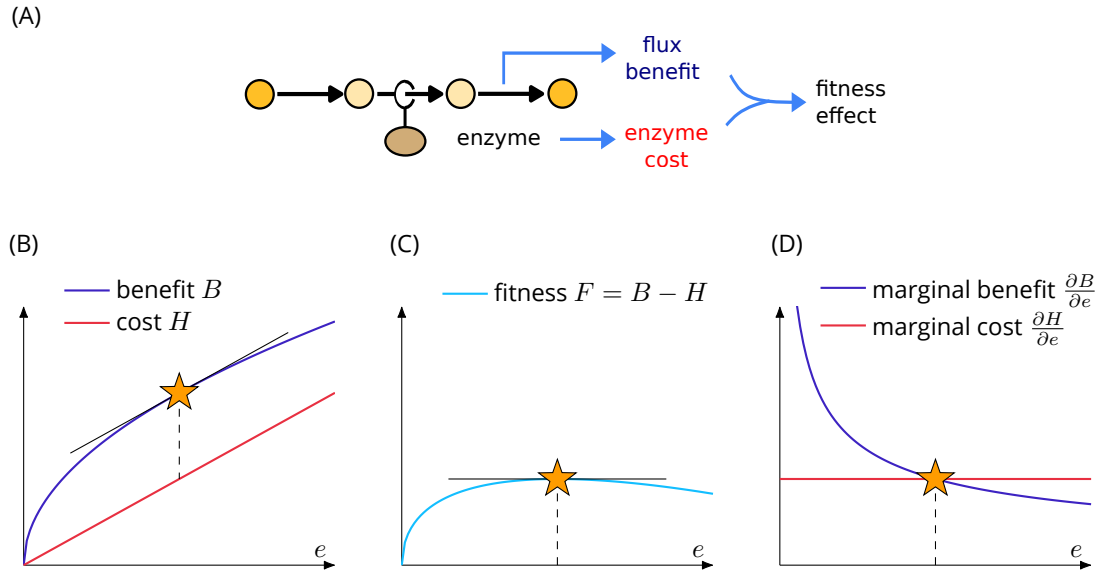 (A)
flux
benefit
enzyme
enzyme
cost
fitness
effect
(B)
benefit B
cost H
e
(C)
fitness F = B − H
e
(D)
marginal benefit ∂B/∂e
marginal cost ∂H/∂e
e